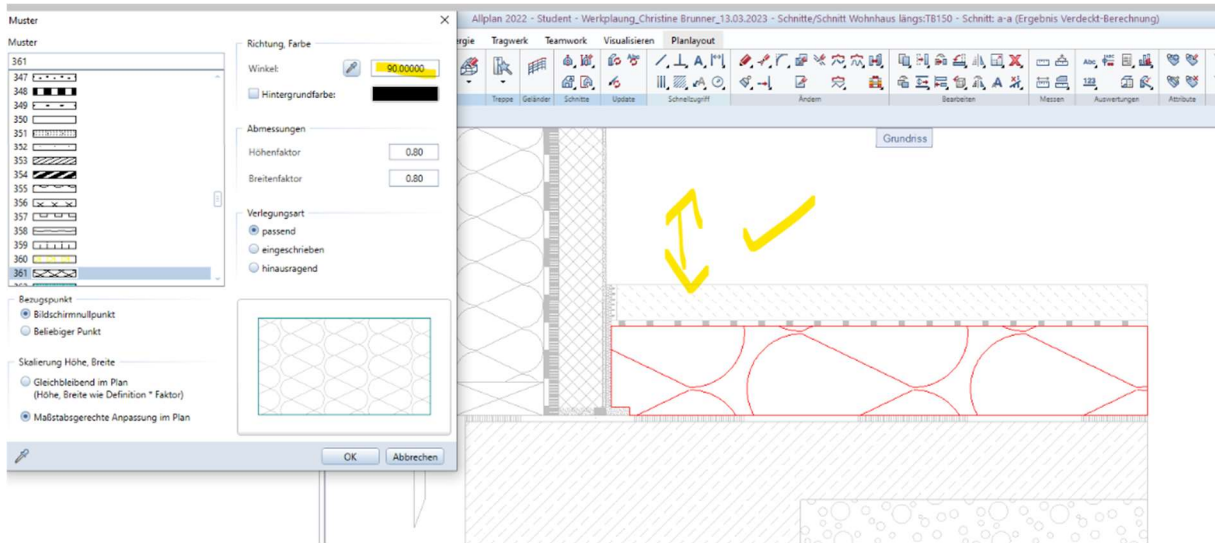 Muster
Allplan 2022 - Student - Werkplaung_Christine Brunner_13.03.2023 - Schnitte/Schnitt Wohnhaus längs:TB150 - Schnitt: a-a (Ergebnis Verdeckt-Berechnung)
rgie Tragwerk Teamwork Visualisieren Planlayout
Treppe Geländer Schnitte Update Schnellzugriff Ändern Bearbeiten Messen Auswertungen Attribute
Grundriss
Muster
361
347
348
349
350
351
352
353
354
355
356
357
358
359
360
361
Richtung, Farbe
Winkel: 90.00000
Hintergrundfarbe:
Abmessungen
Höhenfaktor 0.80
Breitenfaktor 0.80
Verlegungsart
passend
eingeschrieben
hinausragend
Bezugspunkt
Bildschirmnullpunkt
Beliebiger Punkt
Skalierung Höhe, Breite
Gleichbleibend im Plan
(Höhe, Breite wie Definition * Faktor)
Maßstabsgerechte Anpassung im Plan
OK Abbrechen